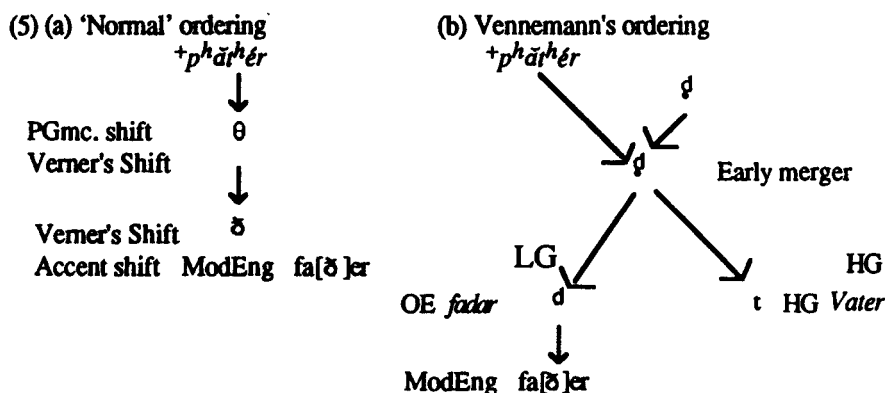 (5) (a) 'Normal' ordering
⁺pʰătʰér
PGmc. shift θ
Verner's Shift
Verner's Shift ð
Accent shift ModEng fa[ð]er
(b) Vennemann's ordering
⁺pʰătʰér
d̥
d̥ Early merger
LG HG
OE fadar d t HG Vater
ModEng fa[ð]er